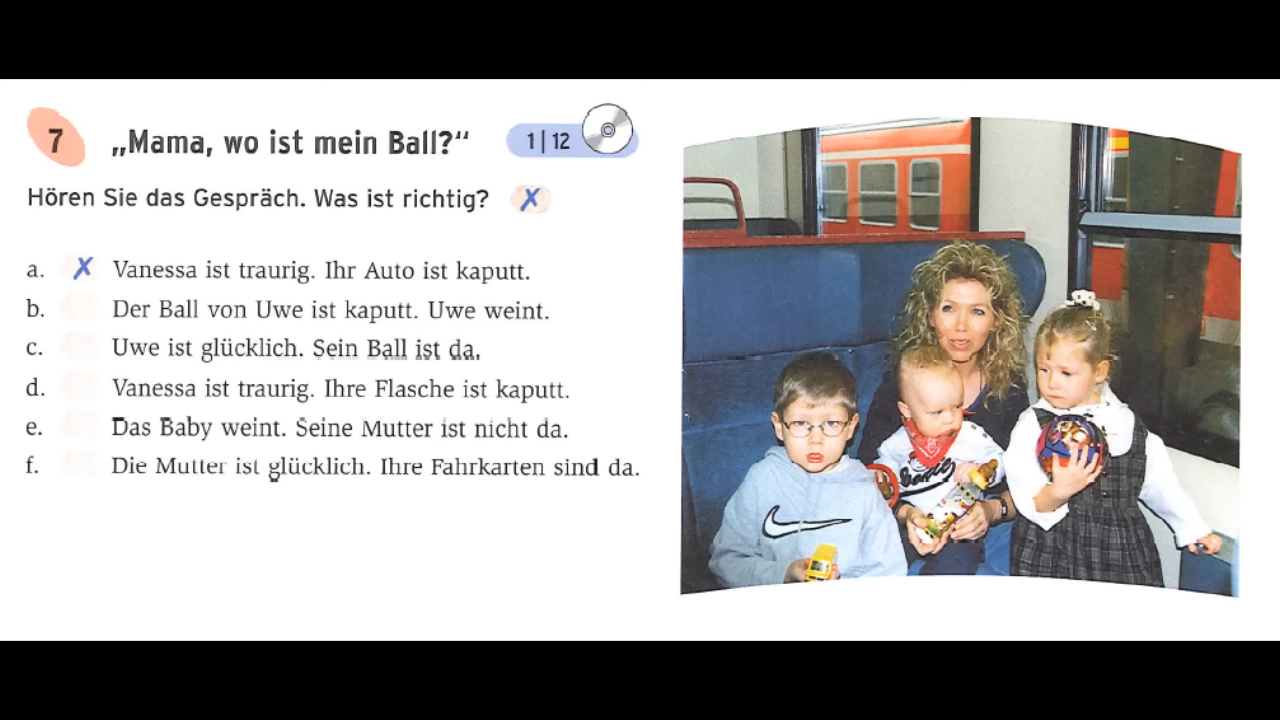 7 „Mama, wo ist mein Ball?“ 1|12
Hören Sie das Gespräch. Was ist richtig? X
a. X Vanessa ist traurig. Ihr Auto ist kaputt.
b. Der Ball von Uwe ist kaputt. Uwe weint.
c. Uwe ist glücklich. Sein Ball ist da.
d. Vanessa ist traurig. Ihre Flasche ist kaputt.
e. Das Baby weint. Seine Mutter ist nicht da.
f. Die Mutter ist glücklich. Ihre Fahrkarten sind da.